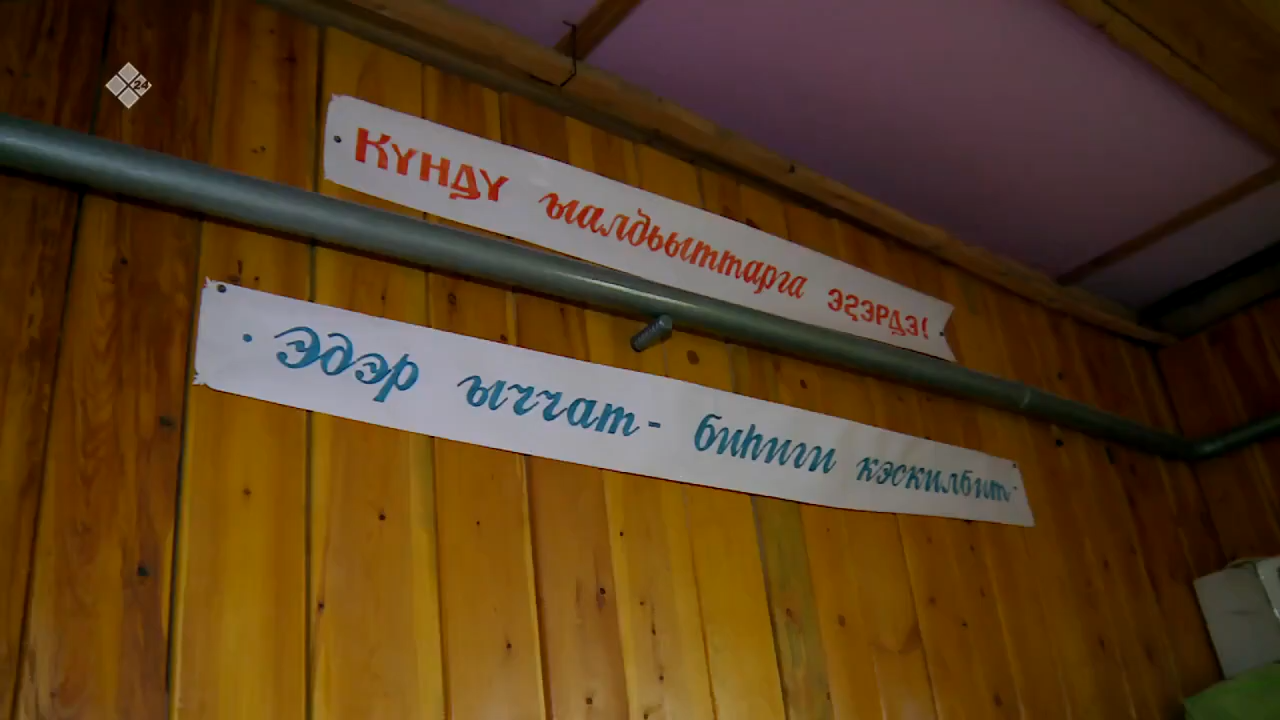 24
Күндү ыалдьыттарга эҕэрдэ!
Эдэр ыччат - биһиги кэскилбит